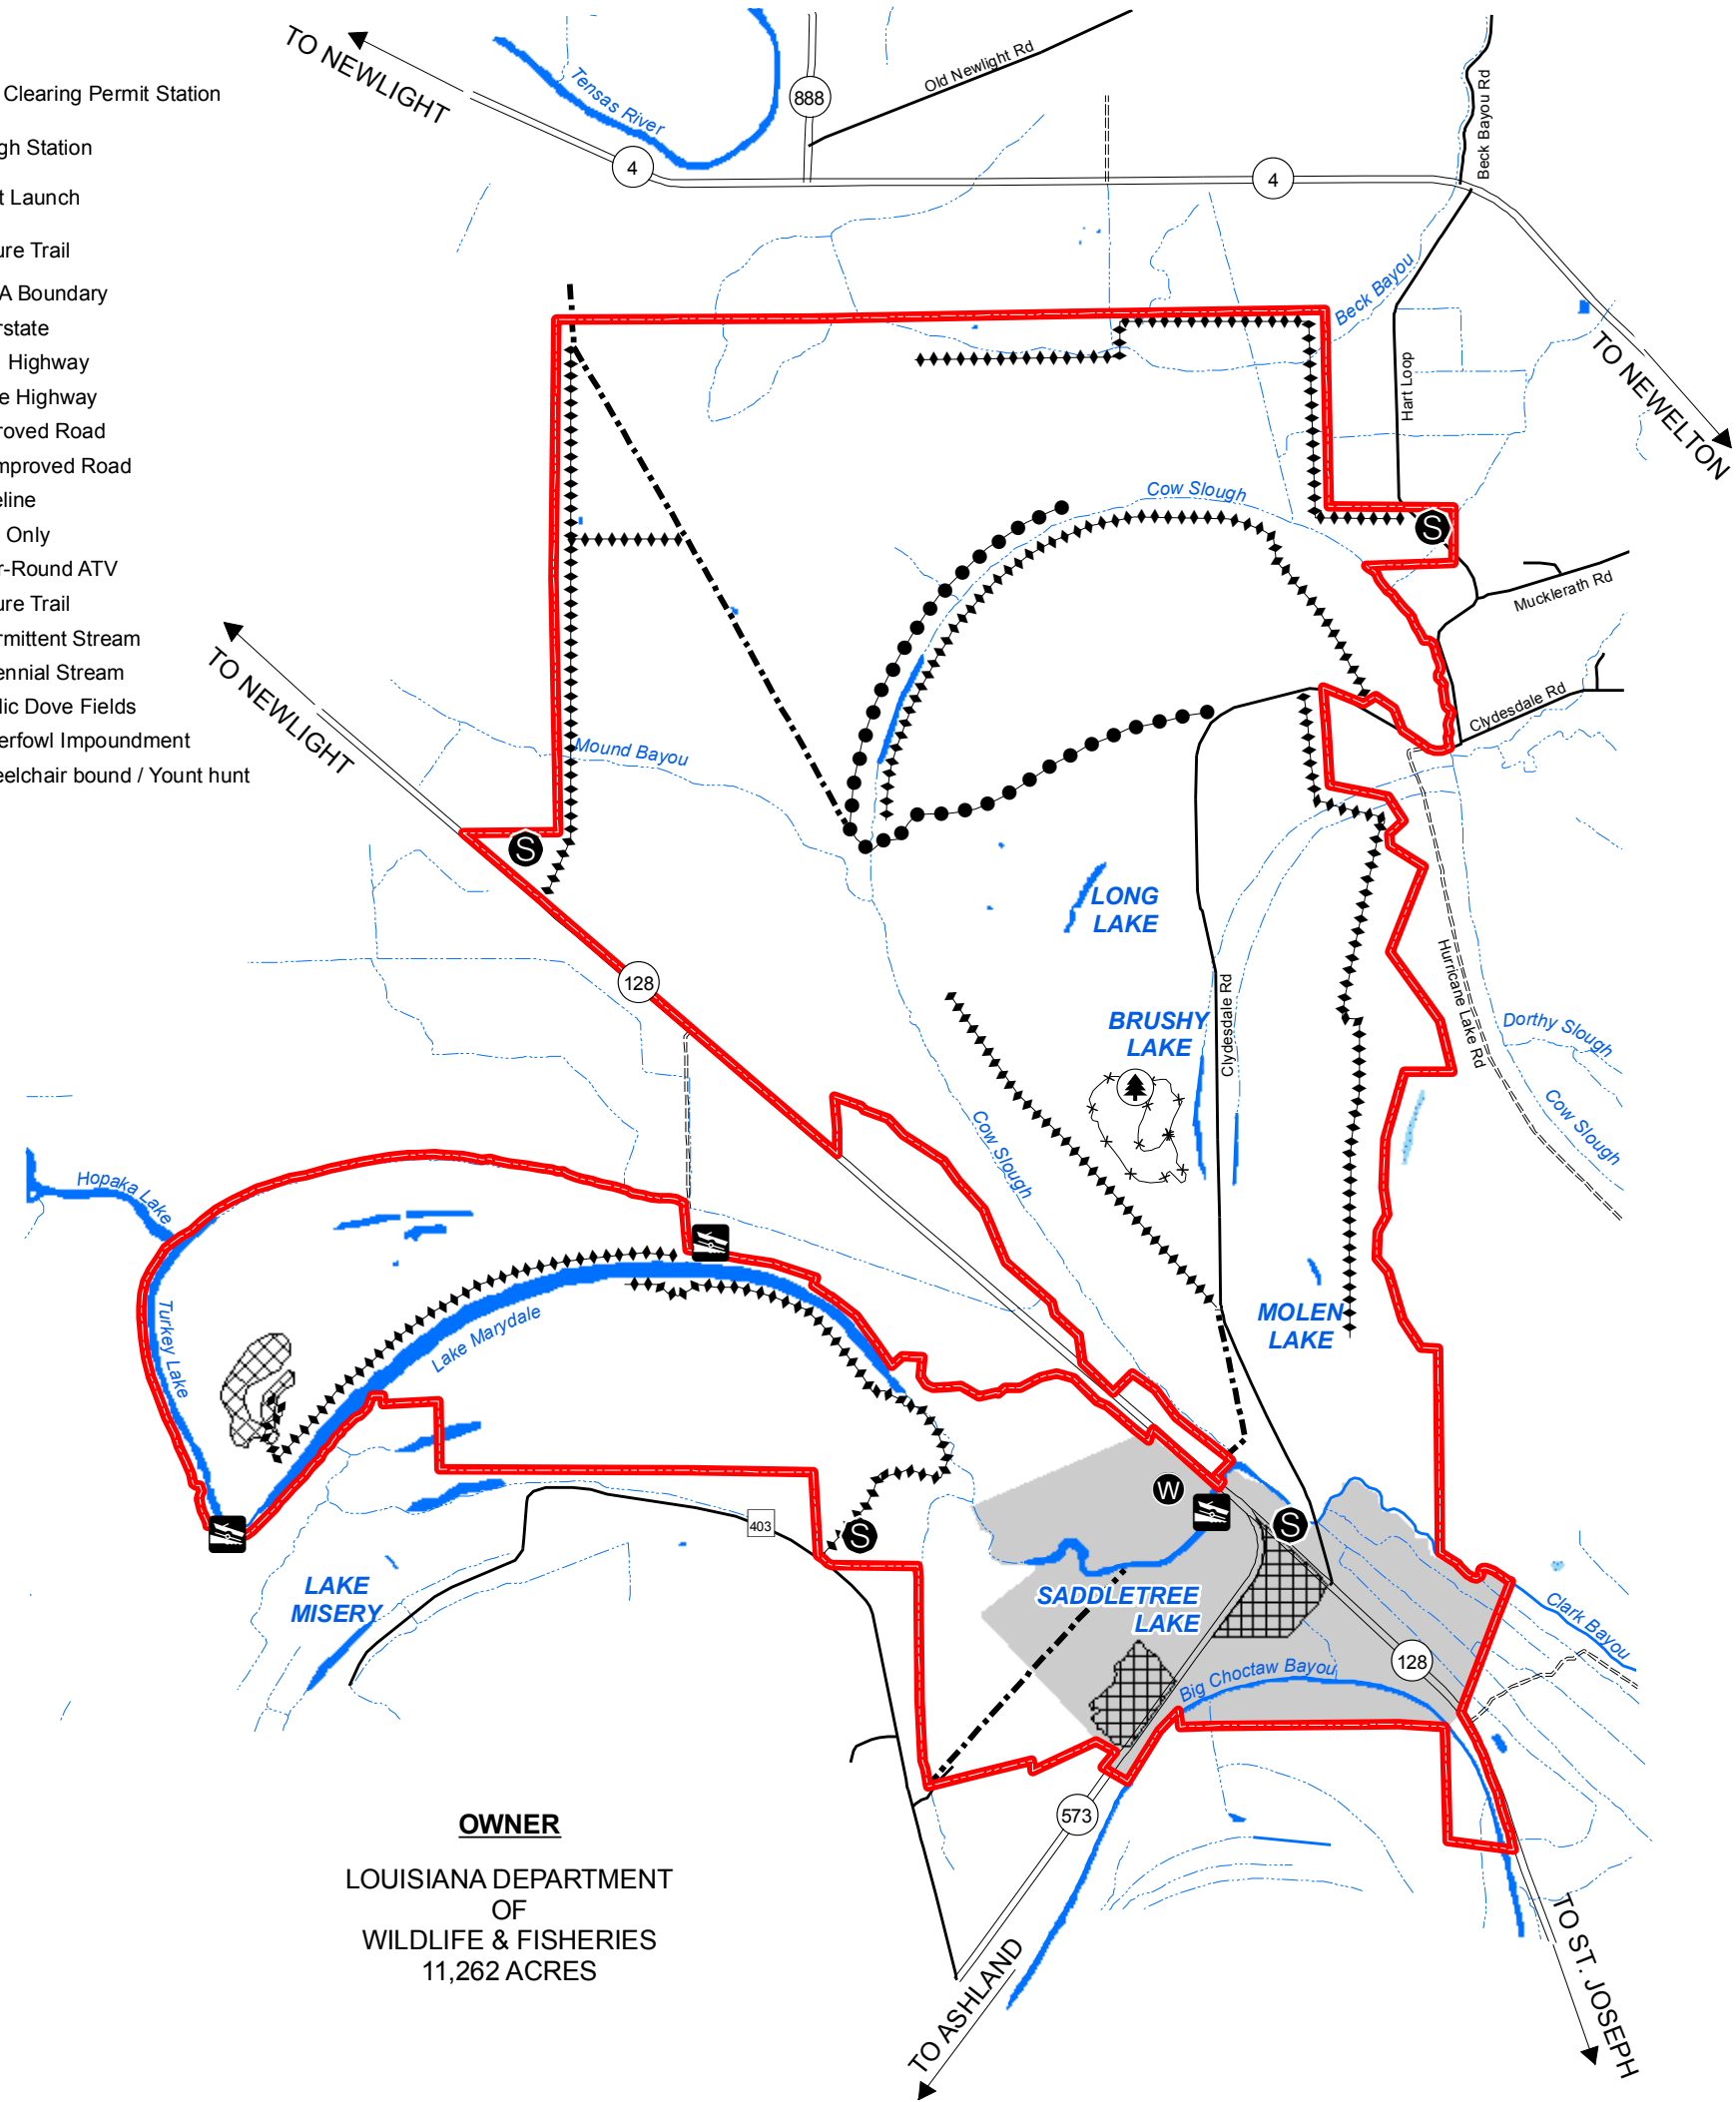 Clearing Permit Station
gh Station
t Launch
ure Trail
A Boundary
rstate
Highway
e Highway
roved Road
mproved Road
eline
Only
r-Round ATV
ure Trail
rmittent Stream
ennial Stream
lic Dove Fields
erfowl Impoundment
eelchair bound / Yount hunt
TO NEWLIGHT
Tensas River
888
Old Newlight Rd
Beck Bayou Rd
4
4
Beck Bayou
Hart Loop
TO NEWELTON
Cow Slough
S
Mucklerath Rd
TO NEWLIGHT
Clydesdale Rd
Mound Bayou
S
LONG
LAKE
128
Hurricane Lake Rd
Clydesdale Rd
BRUSHY
LAKE
Dorthy Slough
Cow Slough
Cow Slough
Hopaka Lake
Turkey Lake
Lake Marydale
MOLEN
LAKE
W
S
403
S
LAKE
MISERY
SADDLETREE
LAKE
Clark Bayou
128
Big Choctaw Bayou
573
OWNER
LOUISIANA DEPARTMENT
OF
WILDLIFE & FISHERIES
11,262 ACRES
TO ASHLAND
TO ST. JOSEPH